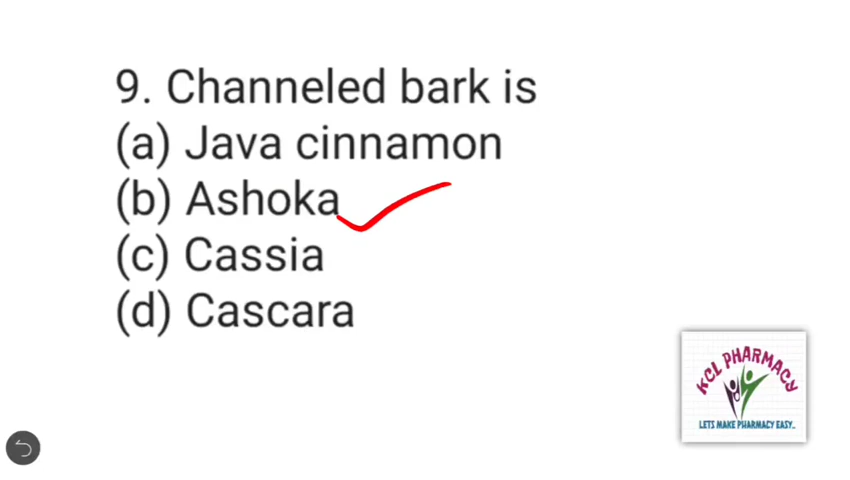 9. Channeled bark is
(a) Java cinnamon
(b) Ashoka
(c) Cassia
(d) Cascara
KCL PHARMACY
LETS MAKE PHARMACY EASY..